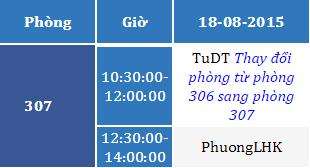 Phòng Giờ 18-08-2015
307
10:30:00-
12:00:00
TuDT Thay đổi
phòng từ phòng
306 sang phòng
307
12:30:00-
14:00:00
PhuongLHK